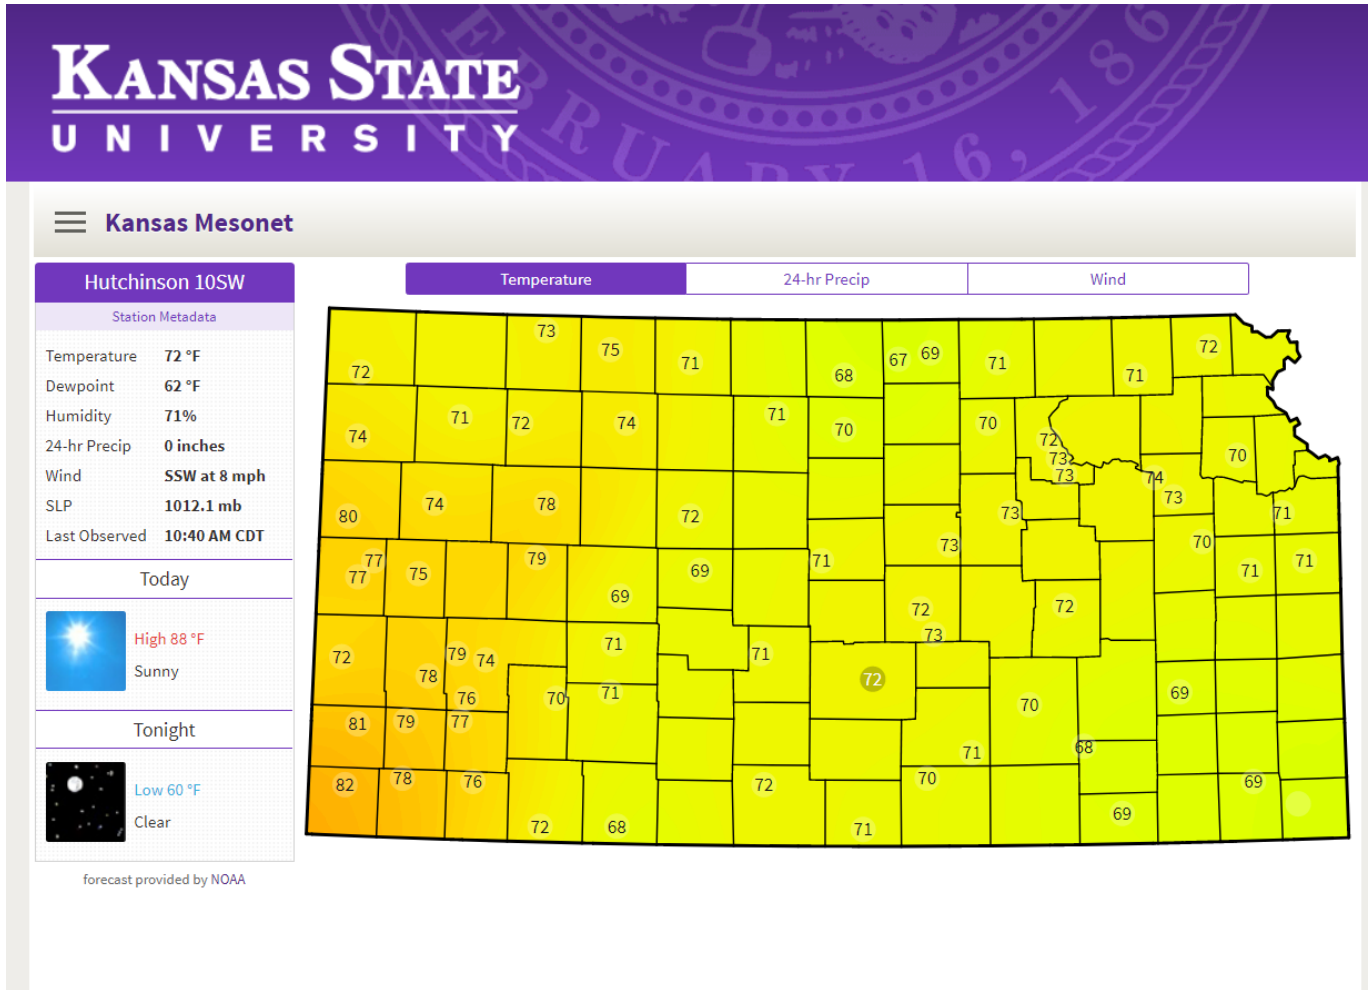 KANSAS STATE
UNIVERSITY
FEBRUARY 16, 186
Kansas Mesonet
Hutchinson 10SW
Station Metadata
Temperature 72 °F
Dewpoint 62 °F
Humidity 71%
24-hr Precip 0 inches
Wind SSW at 8 mph
SLP 1012.1 mb
Last Observed 10:40 AM CDT
Today
High 88 °F
Sunny
Tonight
Low 60 °F
Clear
forecast provided by NOAA
Temperature 24-hr Precip Wind
73
75 71 67 69 71 72
72 68 71
71 72 74 71 70 70
74 72 70
73
73 74
80 74 78 72 73 73 71
73 70
77 79 71 71 71
77 75 69
69 72 72
73
72 79 74 71 71
78 72
76 70 71 70 69
81 79 77
71 68
82 78 76 72 70 69
72 68 71 69